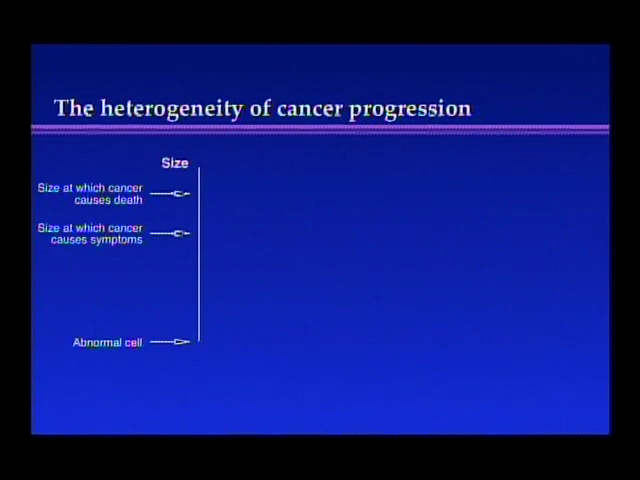 The heterogeneity of cancer progression
Size
Size at which cancer
causes death
Size at which cancer
causes symptoms
Abnormal cell